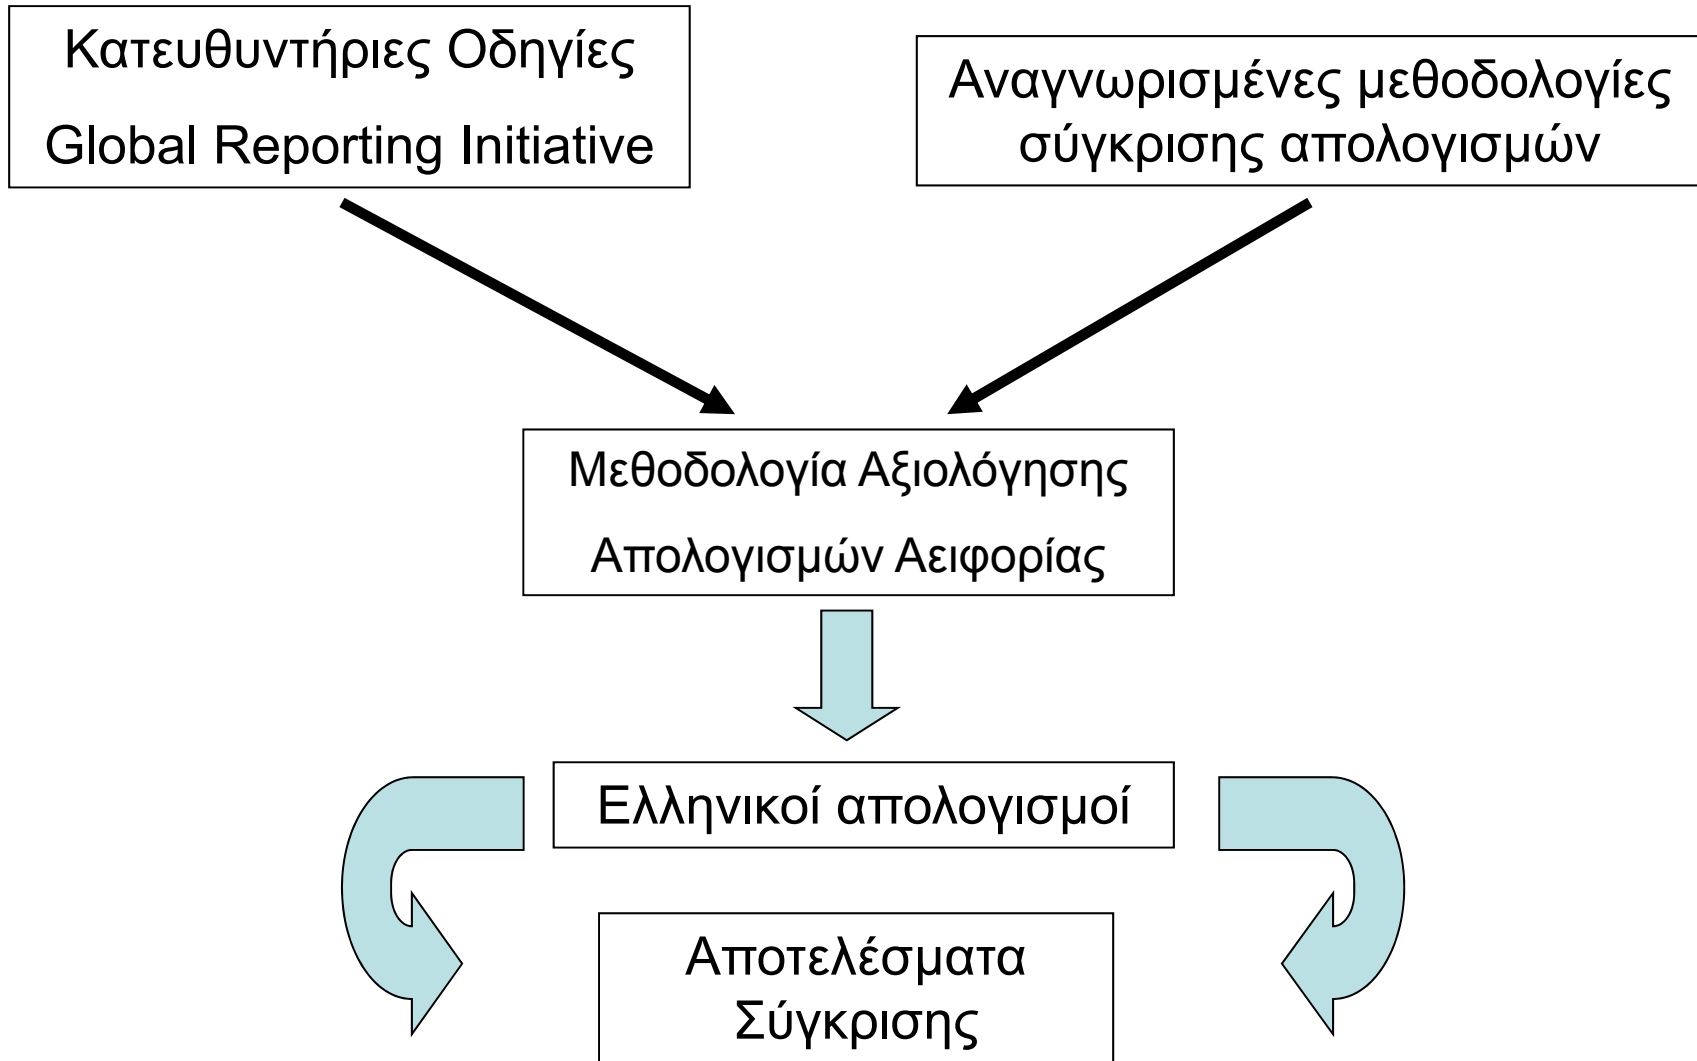 Κατευθυντήριες Οδηγίες
Global Reporting Initiative
Αναγνωρισμένες μεθοδολογίες
σύγκρισης απολογισμών
Μεθοδολογία Αξιολόγησης
Απολογισμών Αειφορίας
Ελληνικοί απολογισμοί
Αποτελέσματα
Σύγκρισης